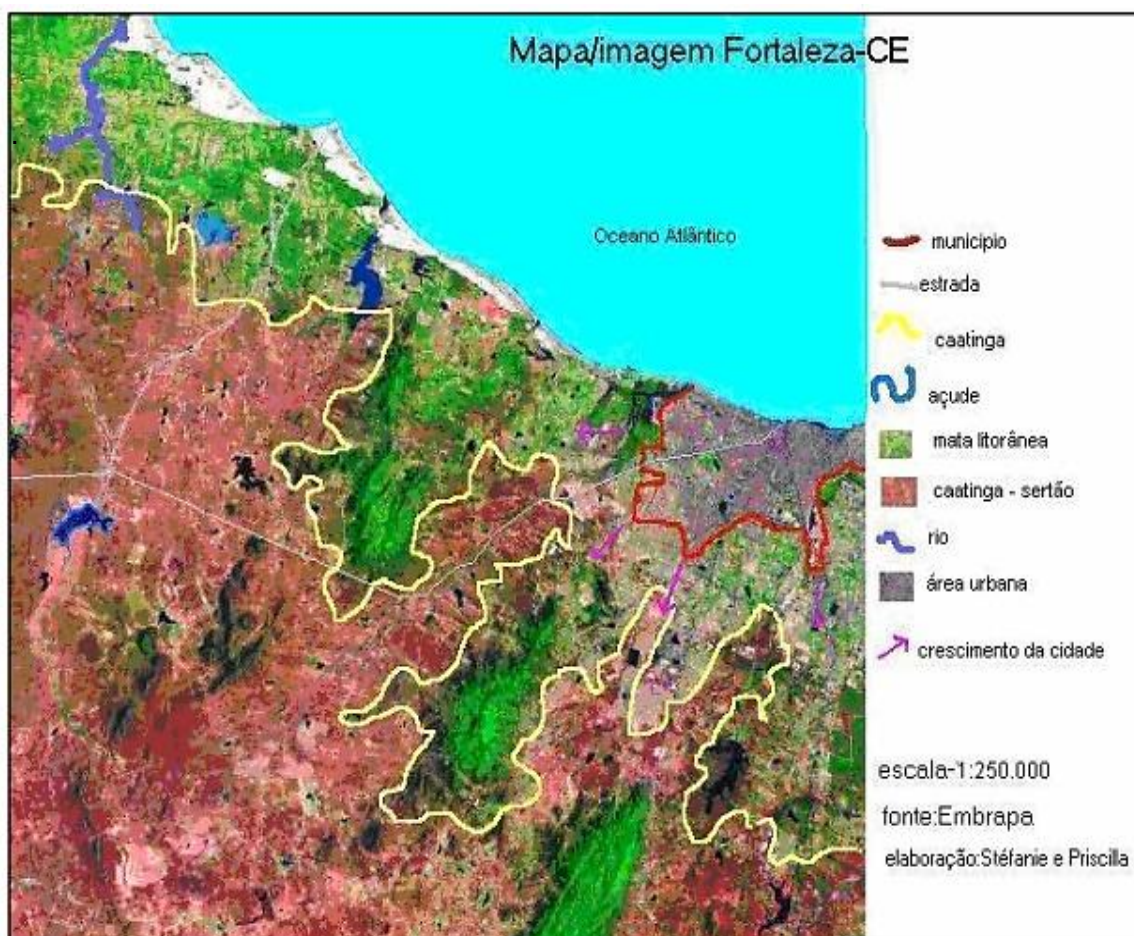 Mapa/imagem Fortaleza-CE
Oceano Atlântico
município
estrada
caatinga
açude
mata litorânea
caatinga - sertão
rio
área urbana
crescimento da cidade
escala-1:250.000
fonte:Embrapa
elaboração:Stéfanie e Priscilla